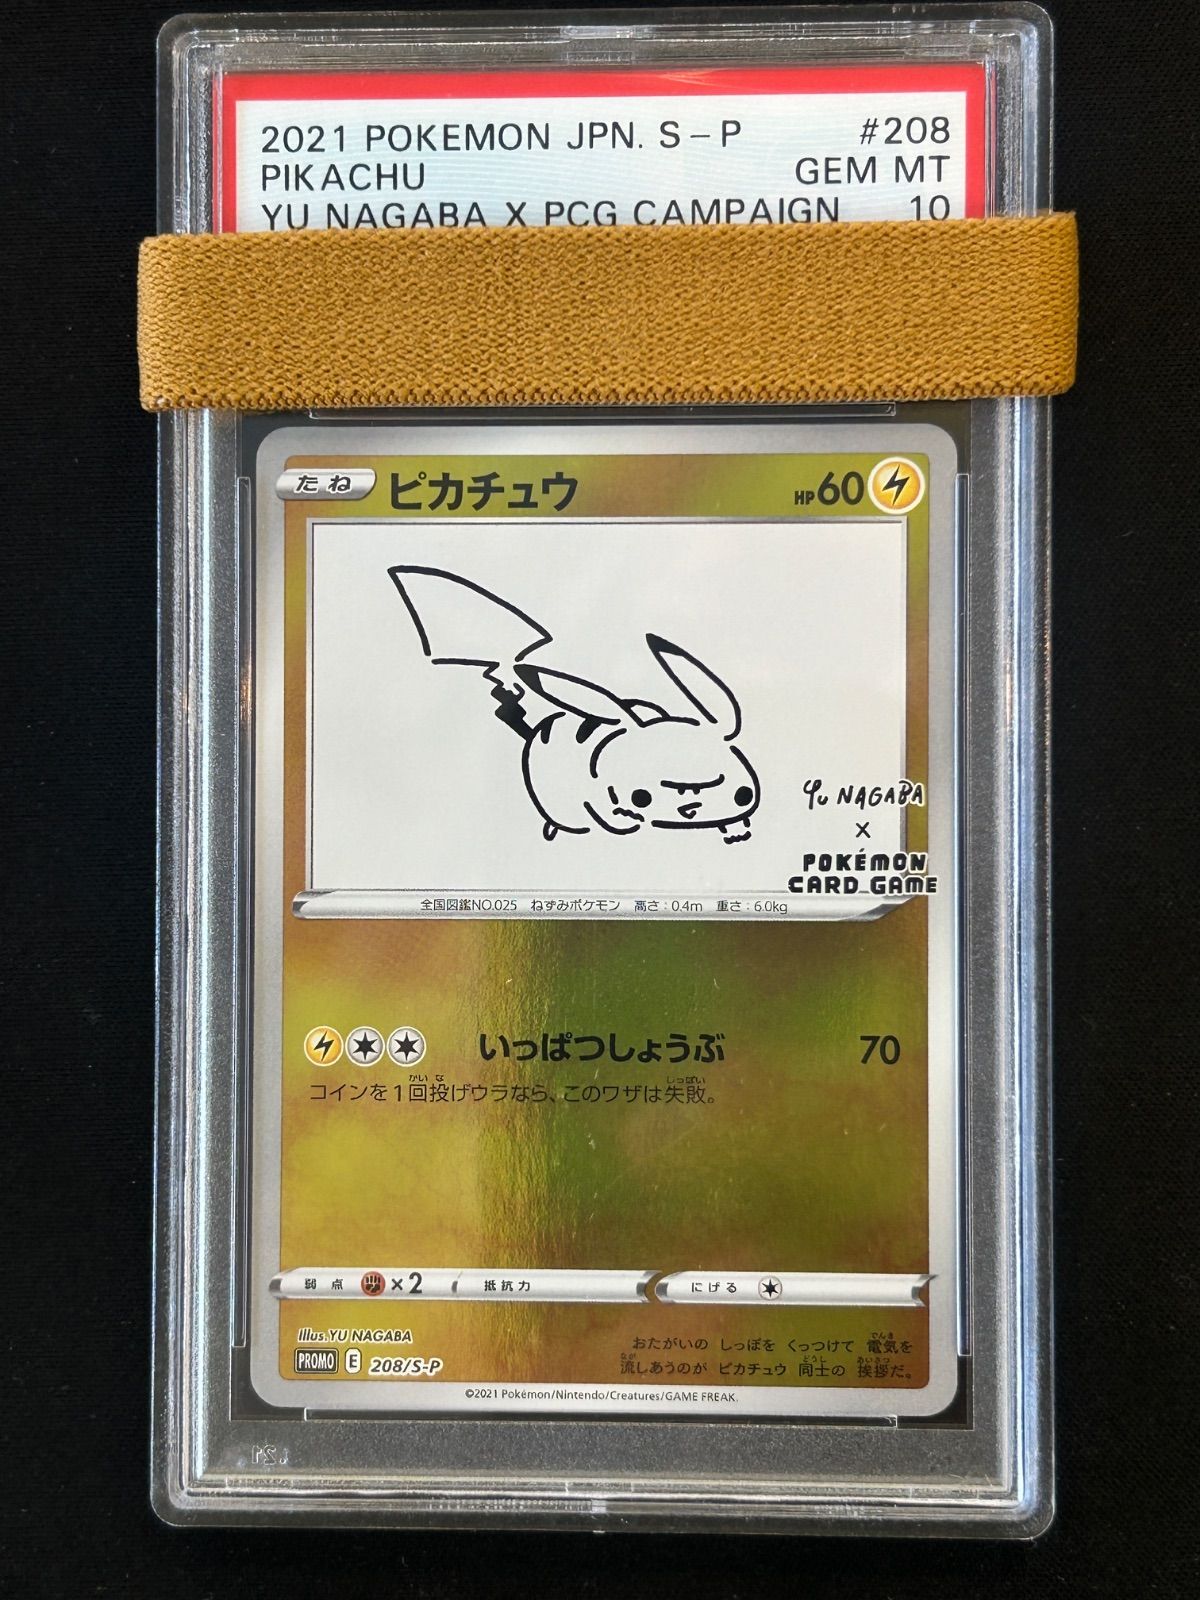 2021 POKEMON JPN. S-P #208
PIKACHU GEM MT
YU NAGABA X PCG CAMPAIGN 10
たね ピカチュウ HP60
YU NAGABA
×
POKÉMON
CARD GAME
全国図鑑NO.025 ねずみポケモン 高さ:0.4m 重さ:6.0kg
いっぱつしょうぶ 70
コインを1回投げウラなら、このワザは失敗。
弱点 ×2 抵抗力 にげる
Illus.YU NAGABA
PROMO E 208/S-P
おたがいの しっぽを くっつけて 電気を
流しあうのが ピカチュウ 同士の 挨拶だ。
©2021 Pokémon/Nintendo/Creatures/GAME FREAK.